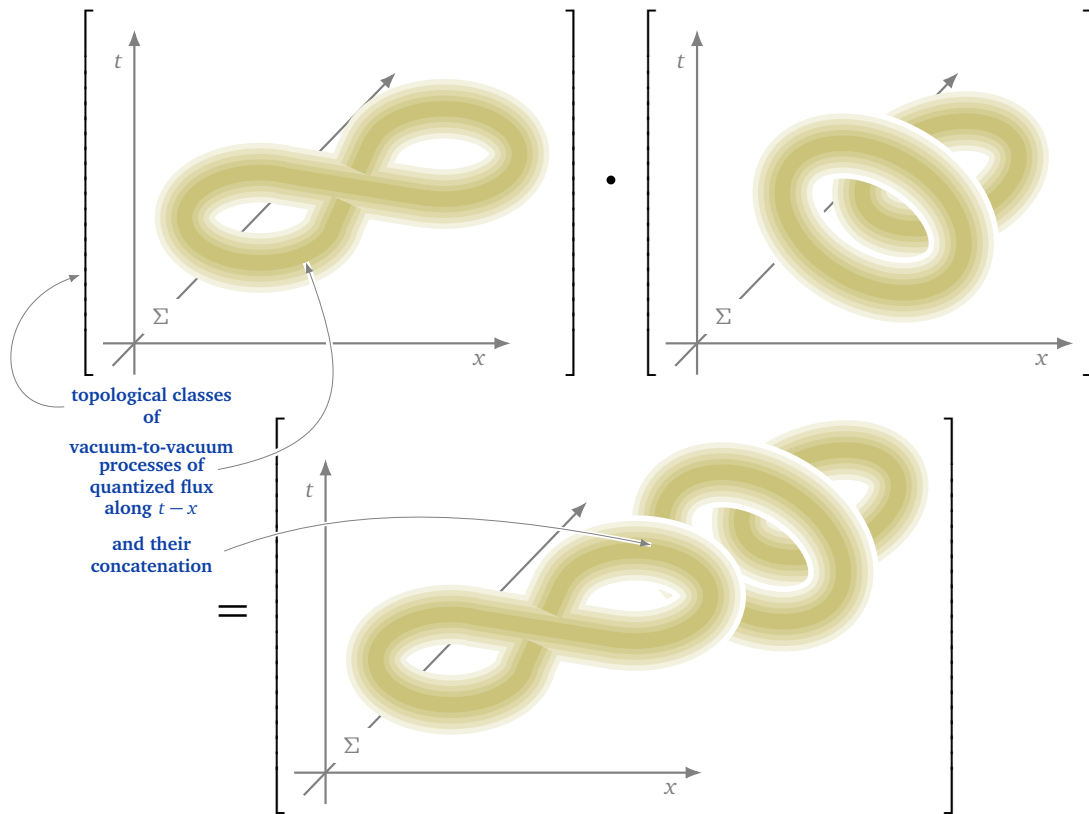 t
Σ
x
t
Σ
x
topological classes
of
vacuum-to-vacuum
processes of
quantized flux
along t − x
and their
concatenation
=
t
Σ
x